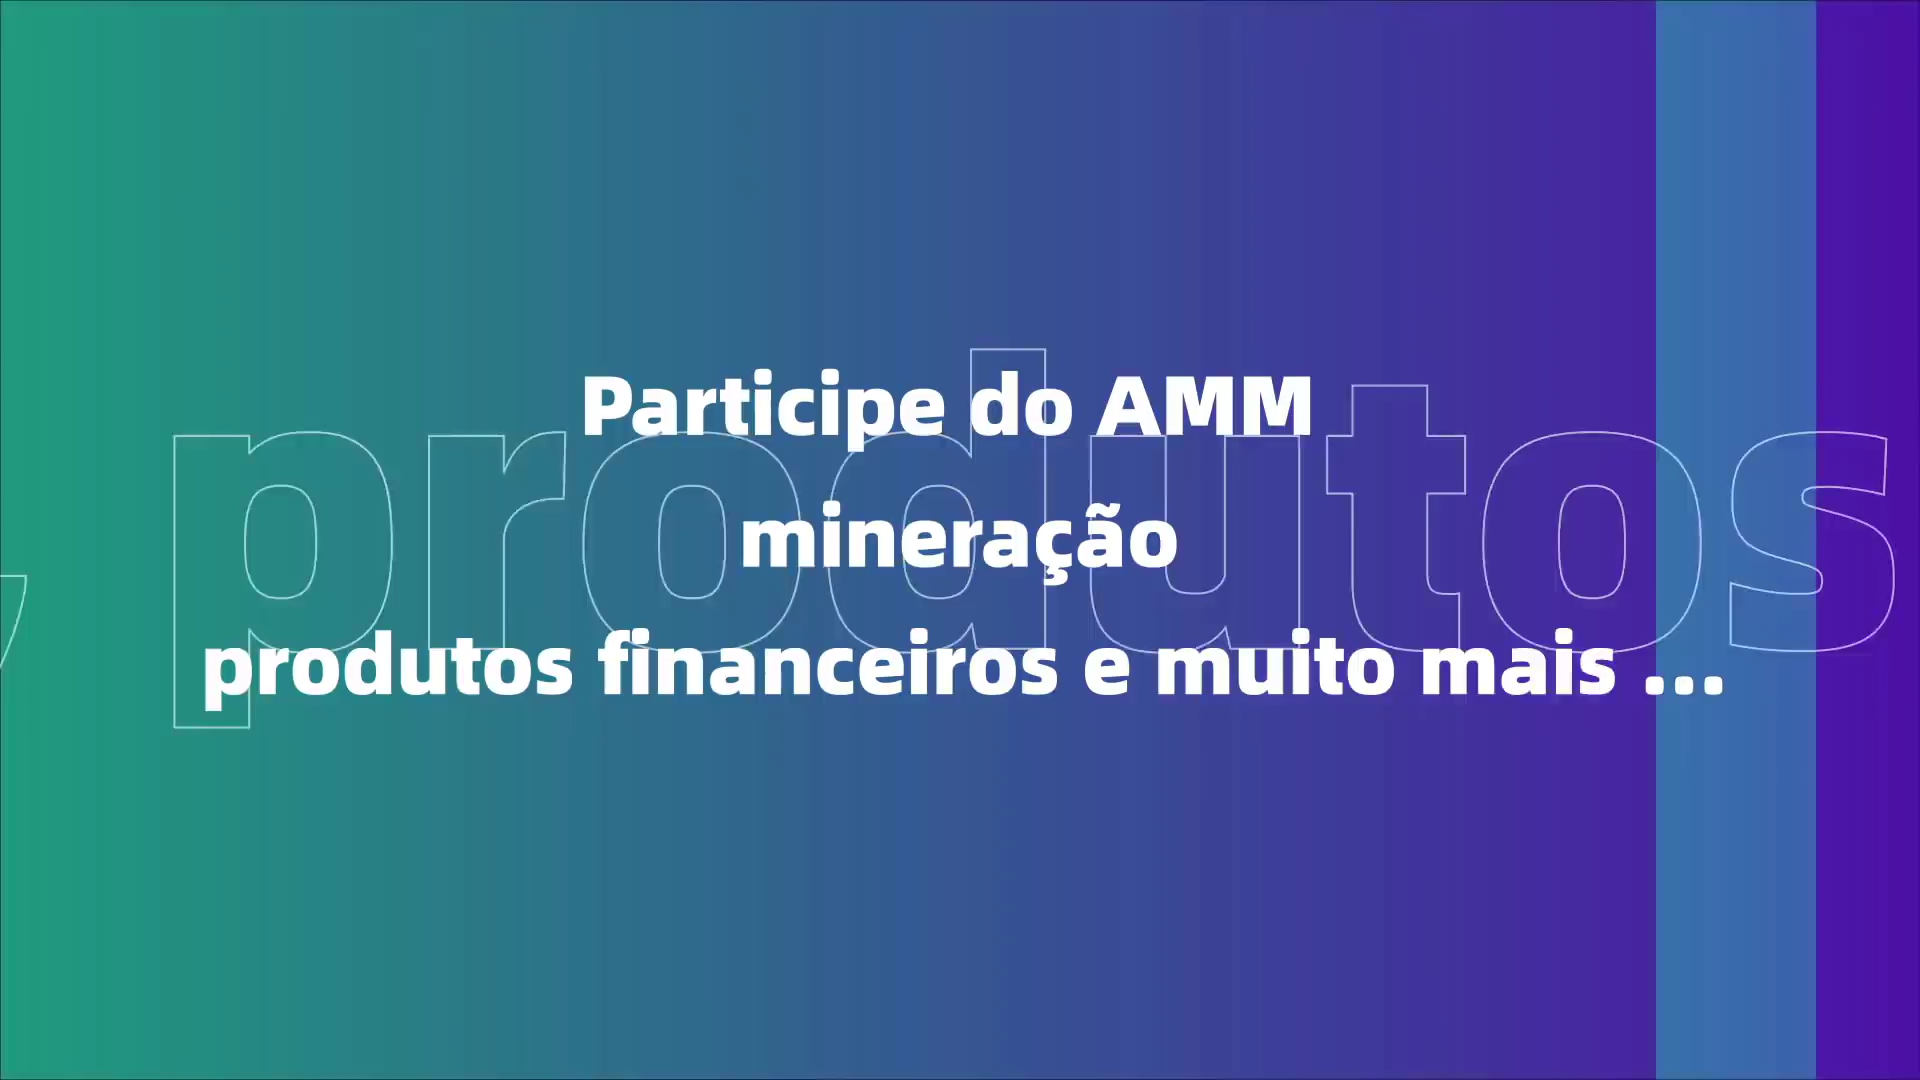 Participe do AMM
mineração
produtos financeiros e muito mais ...
, produtos